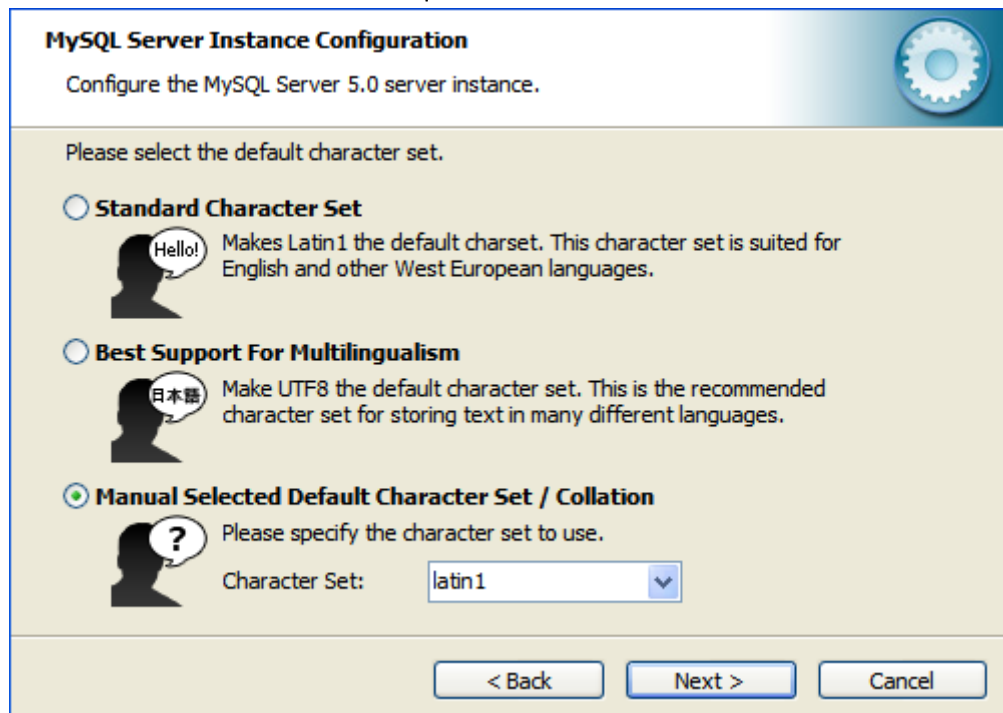 MySQL Server Instance Configuration
Configure the MySQL Server 5.0 server instance.
Please select the default character set.
Standard Character Set
Hello!
Makes Latin1 the default charset. This character set is suited for
English and other West European languages.
Best Support For Multilingualism
日本語
Make UTF8 the default character set. This is the recommended
character set for storing text in many different languages.
Manual Selected Default Character Set / Collation
?
Please specify the character set to use.
Character Set: latin1
< Back Next > Cancel